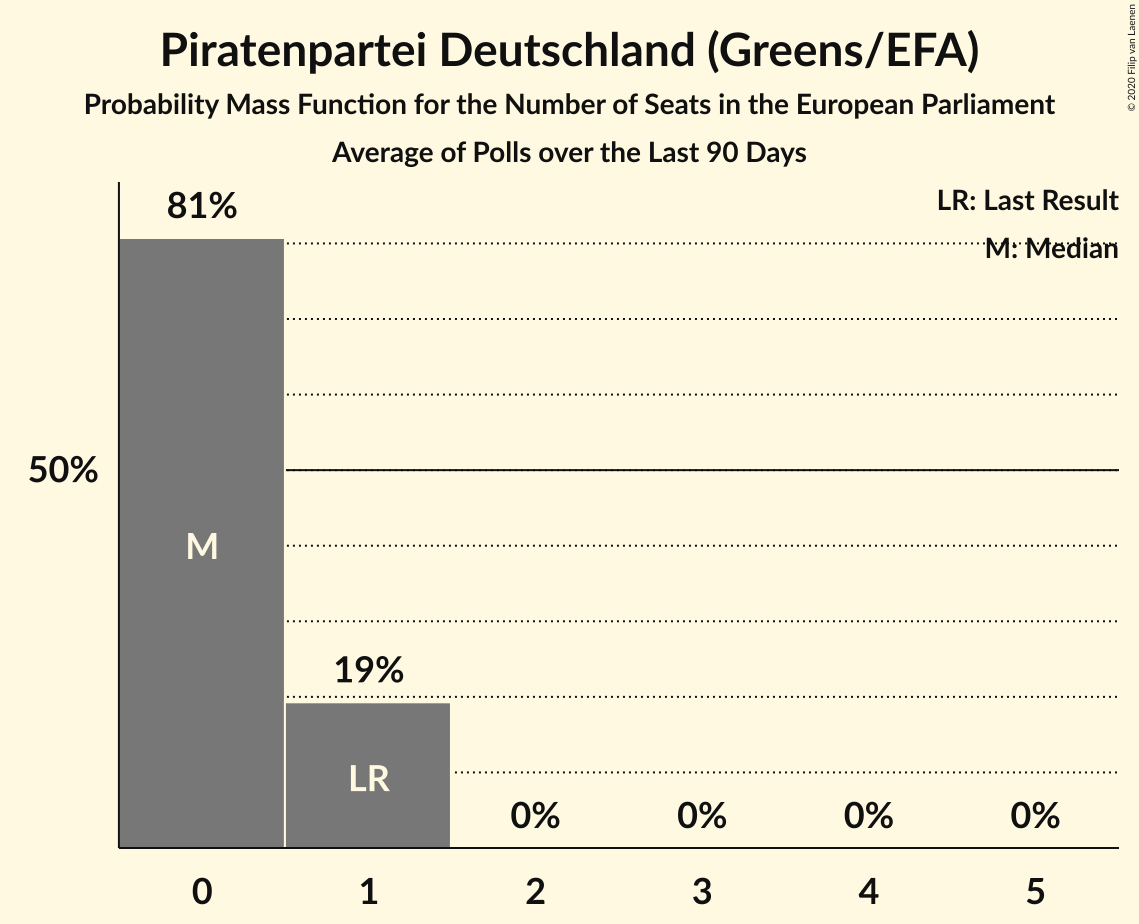 Piratenpartei Deutschland (Greens/EFA)
Probability Mass Function for the Number of Seats in the European Parliament
Average of Polls over the Last 90 Days
© 2020 Filip van Laenen
LR: Last Result
M: Median
81%
50%
M
19%
LR
0% 0% 0% 0%
0 1 2 3 4 5